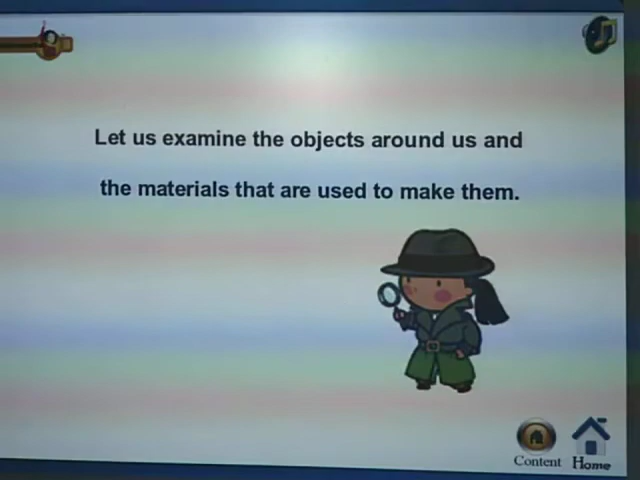 Let us examine the objects around us and
the materials that are used to make them.
Content Home